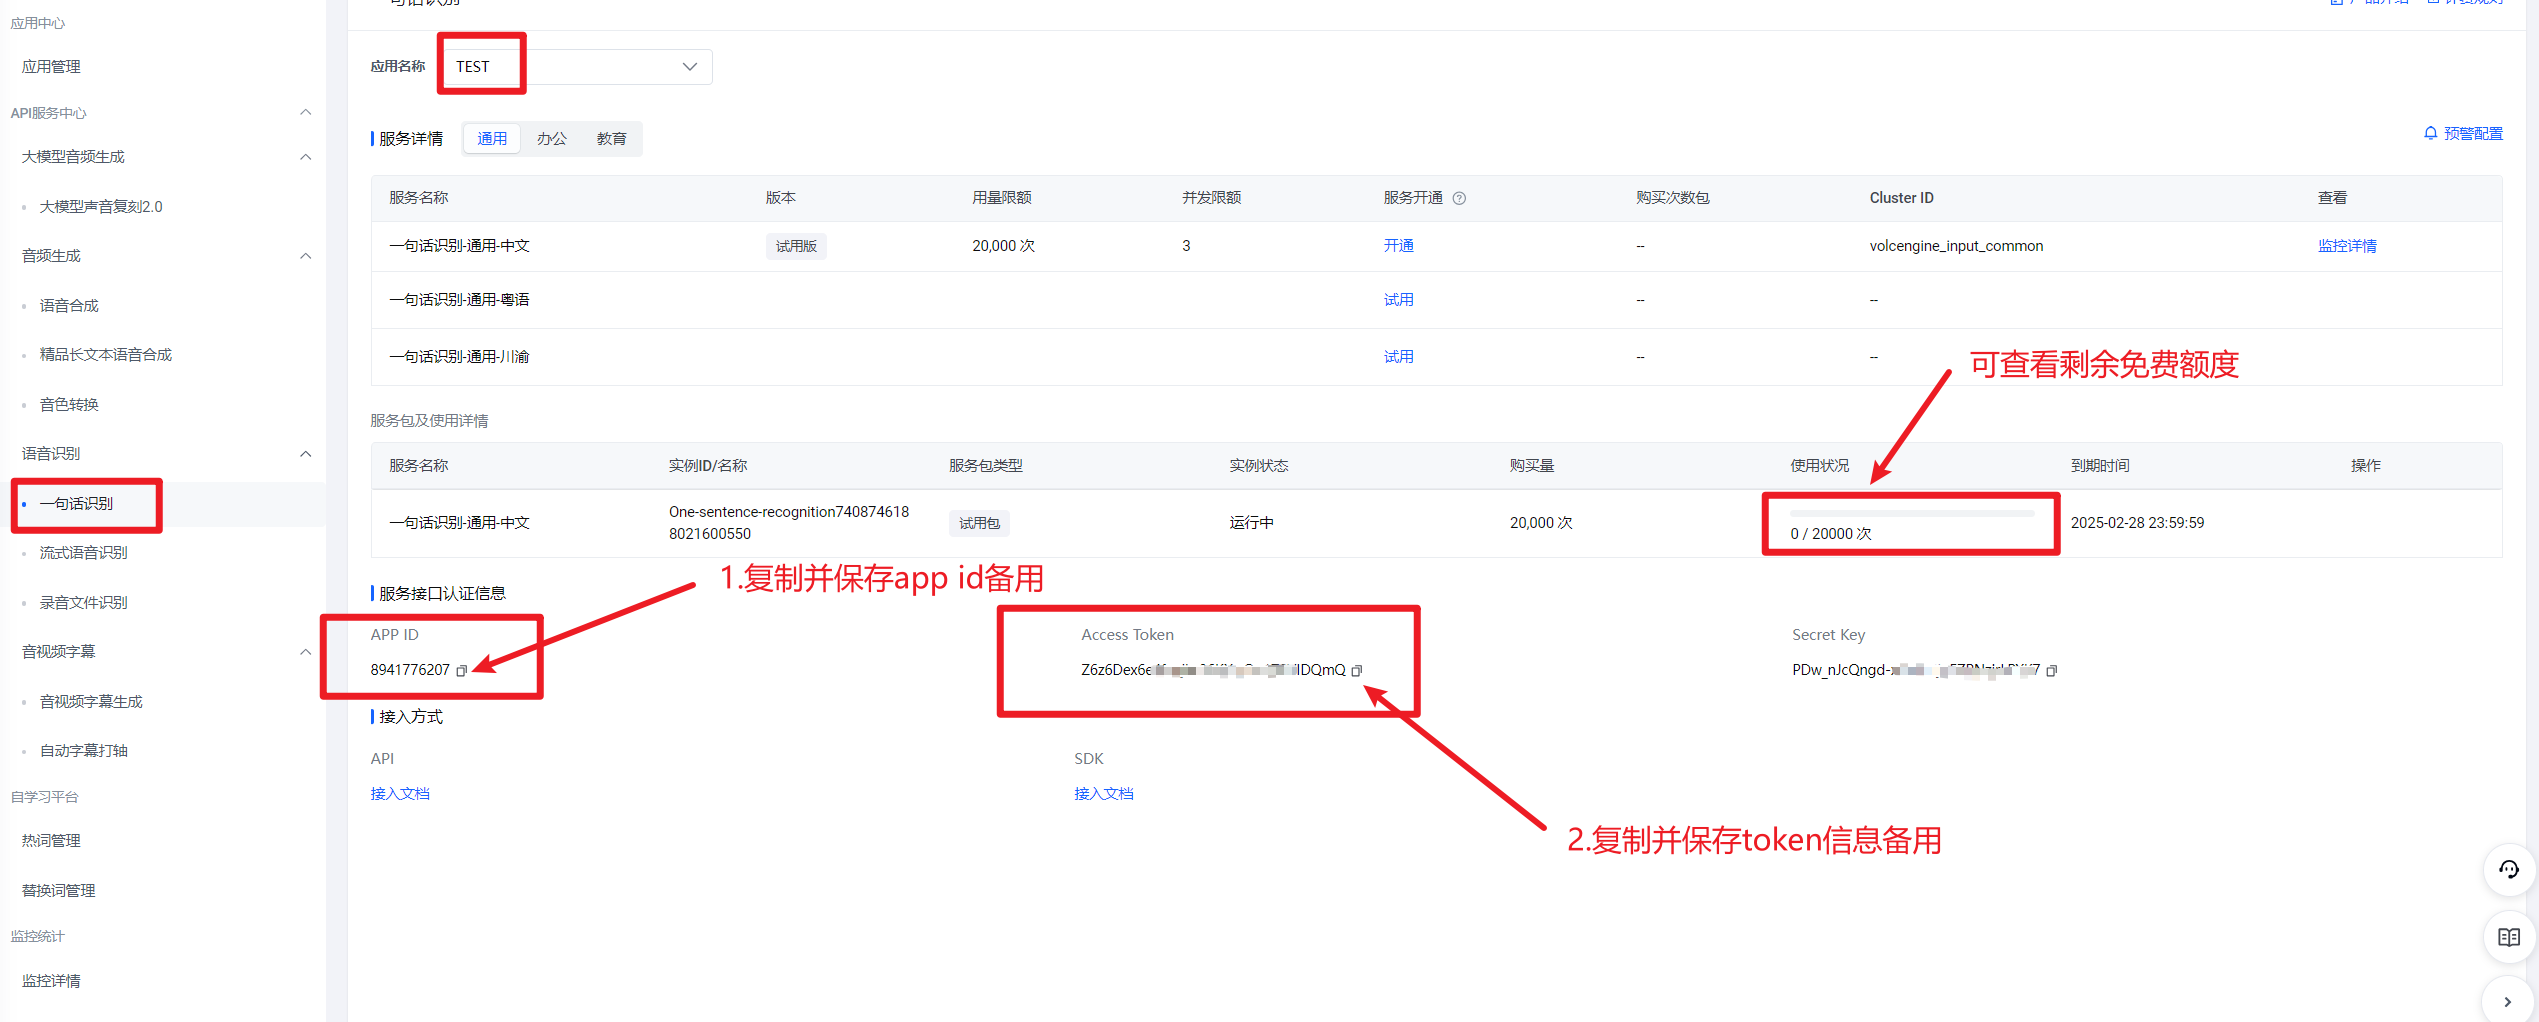 应用中心
应用管理
API服务中心
大模型音频生成
大模型声音复刻2.0
音频生成
语音合成
精品长文本语音合成
音色转换
语音识别
一句话识别
流式语音识别
录音文件识别
音视频字幕
音视频字幕生成
自动字幕打轴
自学习平台
热词管理
替换词管理
监控统计
监控详情
应用名称 TEST
服务详情 通用 办公 教育
预警配置
服务名称 版本 用量限额 并发限额 服务开通 购买次数包 Cluster ID 查看
一句话识别-通用-中文 试用版 20,000 次 3 开通 -- volcengine_input_common 监控详情
一句话识别-通用-粤语 试用 -- --
一句话识别-通用-川渝 试用 -- --
可查看剩余免费额度
服务包及使用详情
服务名称 实例ID/名称 服务包类型 实例状态 购买量 使用状况 到期时间 操作
一句话识别-通用-中文 One-sentence-recognition740874618 试用包 运行中 20,000 次 0 / 20000 次 2025-02-28 23:59:59
8021600550
1.复制并保存app id备用
服务接口认证信息
APP ID Access Token Secret Key
8941776207 Z6z6Dex6e lDQmQ PDw_nJcQngd-
接入方式
API SDK
接入文档 接入文档
2.复制并保存token信息备用